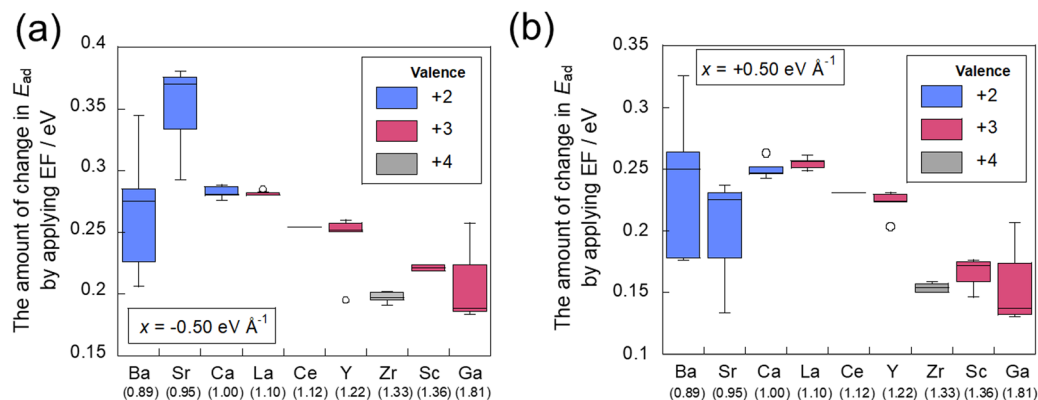 (a)
The amount of change in Ead
by applying EF / eV
0.4
0.35
0.3
0.25
0.2
0.15
Valence
+2
+3
+4
x = -0.50 eV Å-1
Ba Sr Ca La Ce Y Zr Sc Ga
(0.89) (0.95) (1.00) (1.10) (1.12) (1.22) (1.33) (1.36) (1.81)
(b)
The amount of change in Ead
by applying EF / eV
0.35
0.3
0.25
0.2
0.15
0.1
x = +0.50 eV Å-1
Valence
+2
+3
+4
Ba Sr Ca La Ce Y Zr Sc Ga
(0.89) (0.95) (1.00) (1.10) (1.12) (1.22) (1.33) (1.36) (1.81)